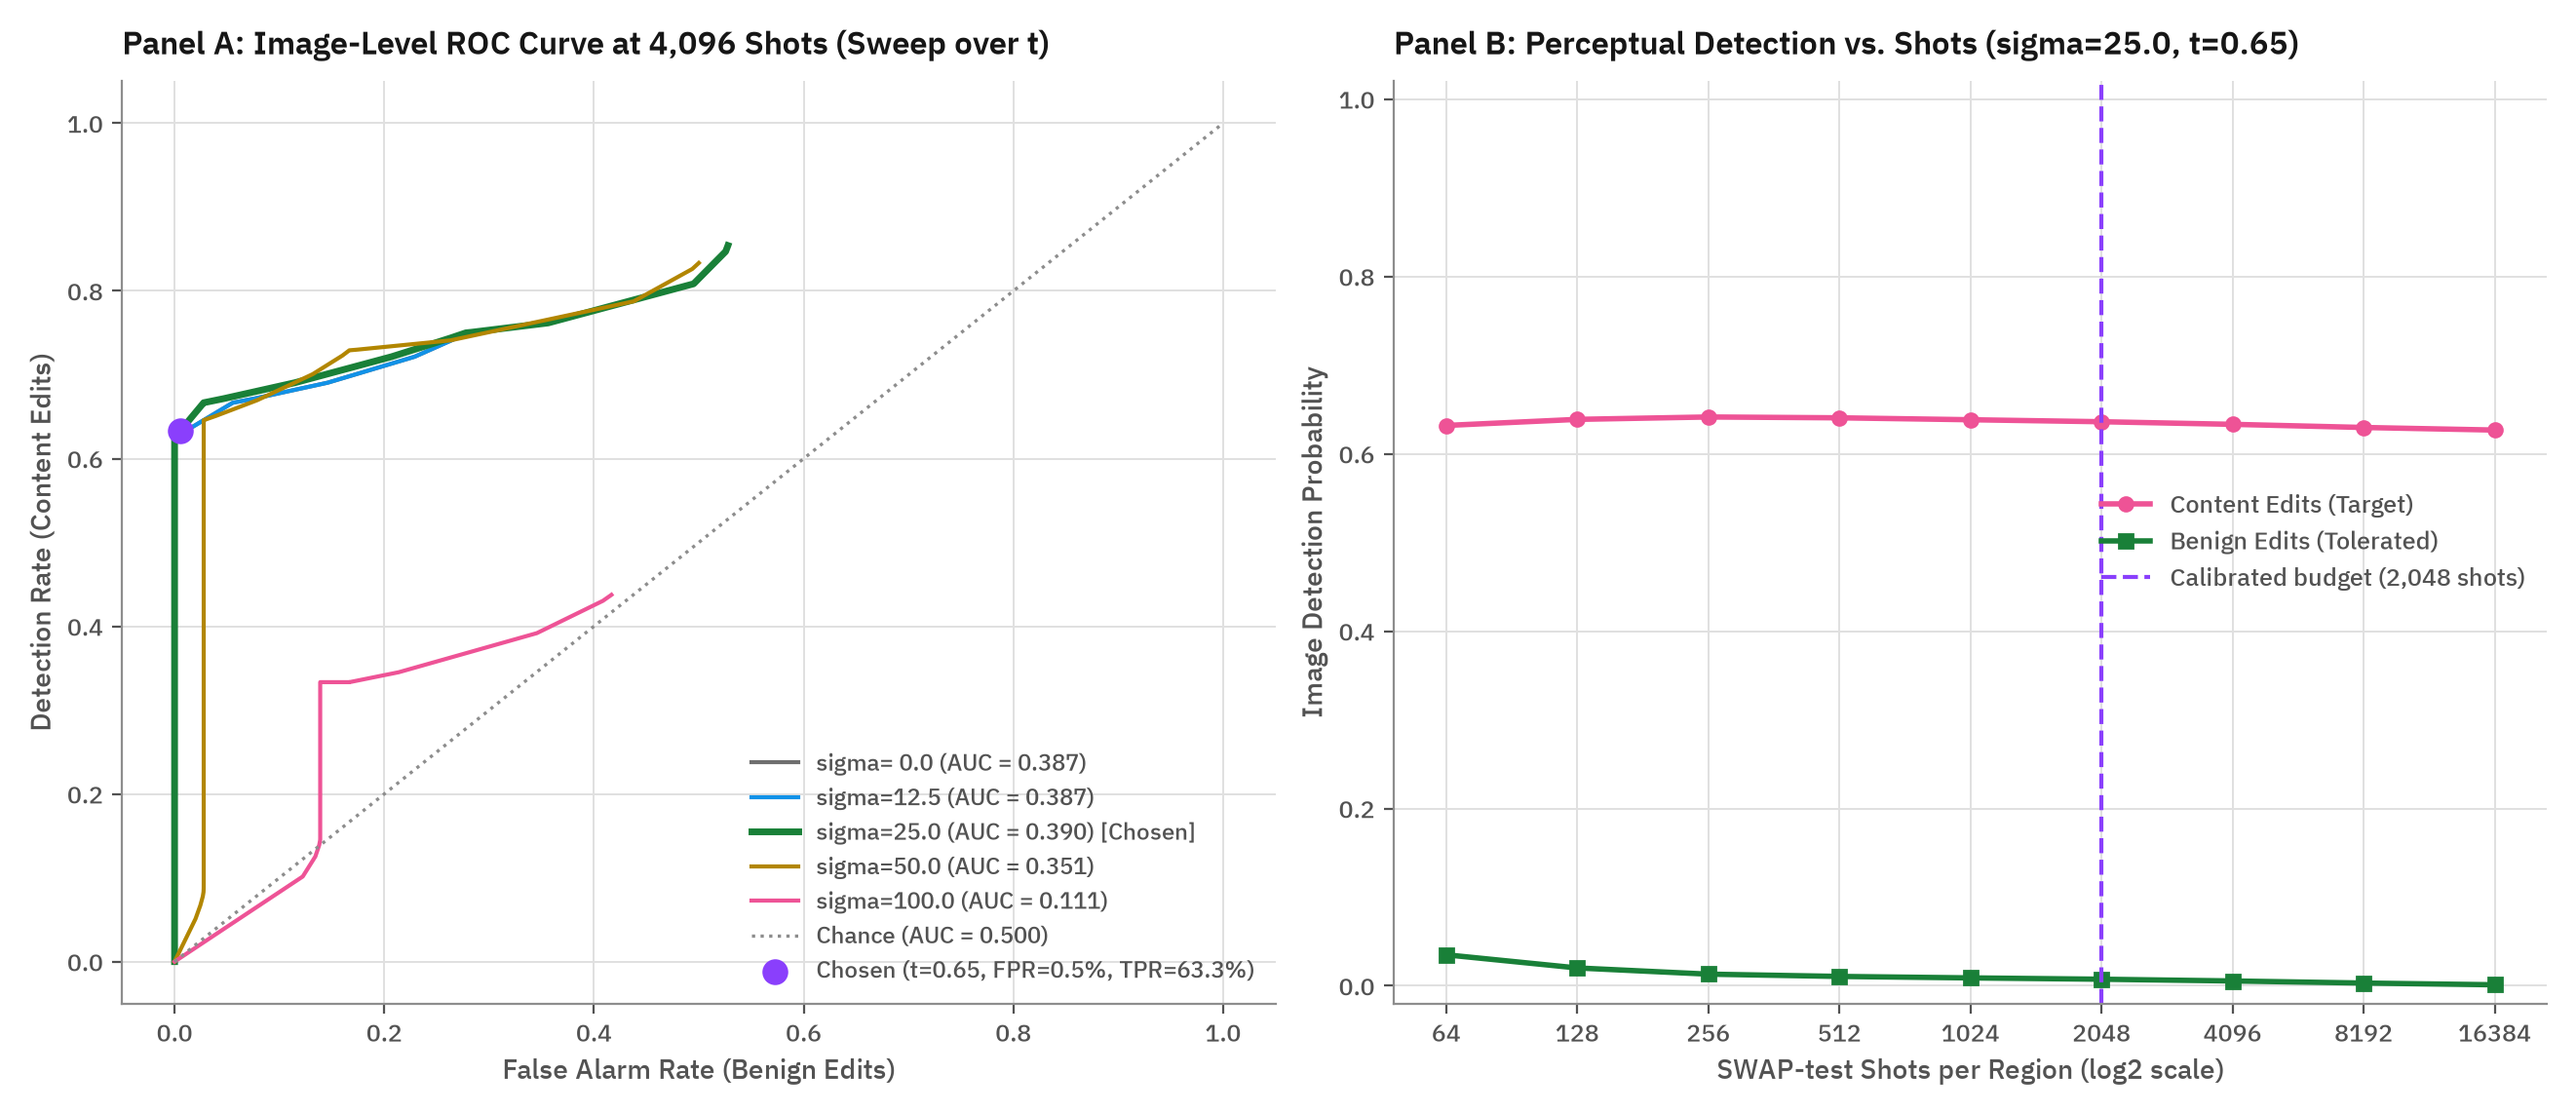 Panel A: Image-Level ROC Curve at 4,096 Shots (Sweep over t)
Detection Rate (Content Edits)
1.0
0.8
0.6
0.4
0.2
0.0
0.0 0.2 0.4 0.6 0.8 1.0
False Alarm Rate (Benign Edits)
sigma= 0.0 (AUC = 0.387)
sigma=12.5 (AUC = 0.387)
sigma=25.0 (AUC = 0.390) [Chosen]
sigma=50.0 (AUC = 0.351)
sigma=100.0 (AUC = 0.111)
Chance (AUC = 0.500)
Chosen (t=0.65, FPR=0.5%, TPR=63.3%)
Panel B: Perceptual Detection vs. Shots (sigma=25.0, t=0.65)
Image Detection Probability
1.0
0.8
0.6
0.4
0.2
0.0
64 128 256 512 1024 2048 4096 8192 16384
SWAP-test Shots per Region (log2 scale)
Content Edits (Target)
Benign Edits (Tolerated)
Calibrated budget (2,048 shots)